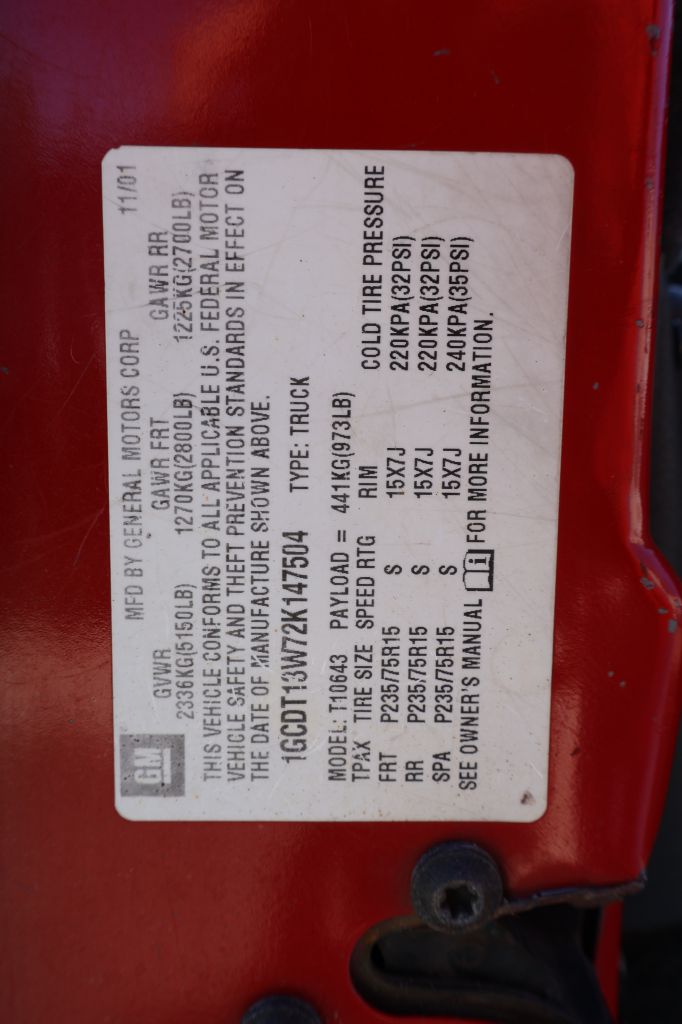 GM
MFD BY GENERAL MOTORS CORP 11/01
GVWR GAWR FRT GAWR RR
2336KG(5150LB) 1270KG(2800LB) 1225KG(2700LB)
THIS VEHICLE CONFORMS TO ALL APPLICABLE U.S. FEDERAL MOTOR
VEHICLE SAFETY AND THEFT PREVENTION STANDARDS IN EFFECT ON
THE DATE OF MANUFACTURE SHOWN ABOVE.
1GCDT13W72K147504 TYPE: TRUCK
MODEL: T10643 PAYLOAD = 441KG(973LB)
TPAX TIRE SIZE SPEED RTG RIM COLD TIRE PRESSURE
FRT P235/75R15 S 15X7J 220KPA(32PSI)
RR P235/75R15 S 15X7J 220KPA(32PSI)
SPA P235/75R15 S 15X7J 240KPA(35PSI)
SEE OWNER'S MANUAL i FOR MORE INFORMATION.